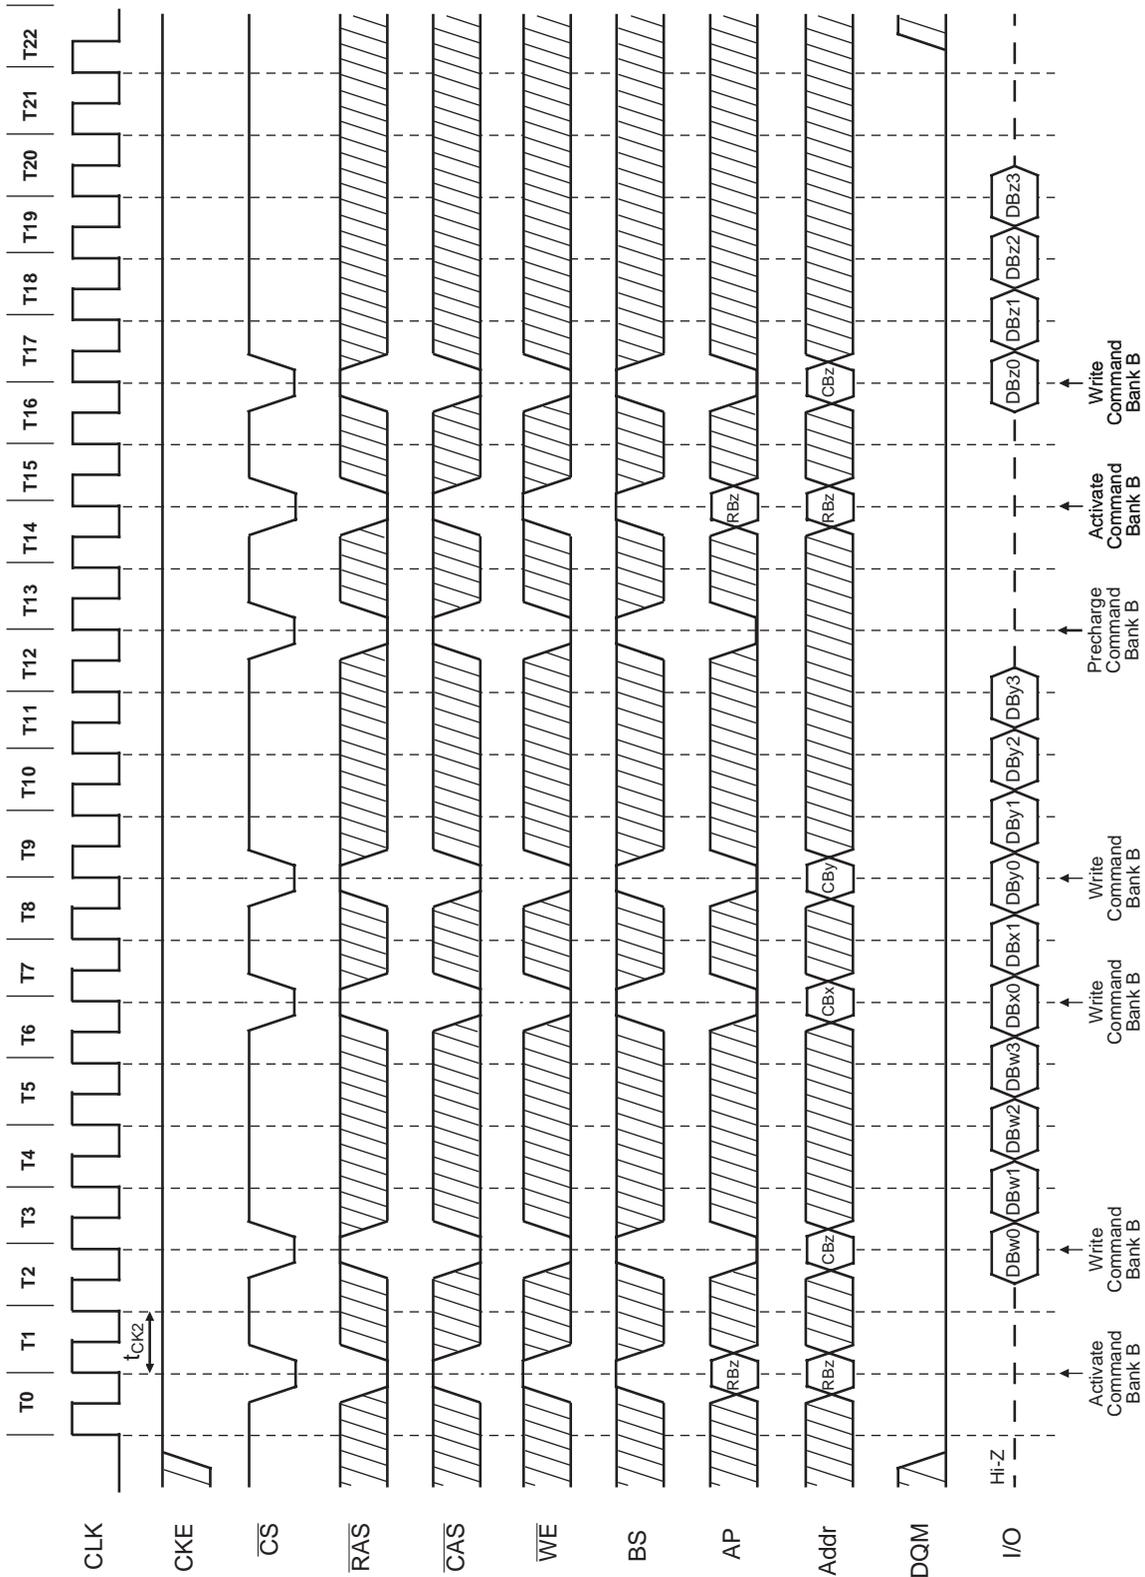 T0 T1 T2 T3 T4 T5 T6 T7 T8 T9 T10 T11 T12 T13 T14 T15 T16 T17 T18 T19 T20 T21 T22
CLK
tCK2
CKE
CS
RAS
CAS
WE
BS
AP RBz RBz
Addr RBz CBz CBx CBy RBz CBz
DQM
I/O Hi-Z DBw0 DBw1 DBw2 DBw3 DBx0 DBx1 DBy0 DBy1 DBy2 DBy3 DBz0 DBz1 DBz2 DBz3
Activate
Command
Bank B
Write
Command
Bank B
Write
Command
Bank B
Write
Command
Bank B
Precharge
Command
Bank B
Activate
Command
Bank B
Write
Command
Bank B